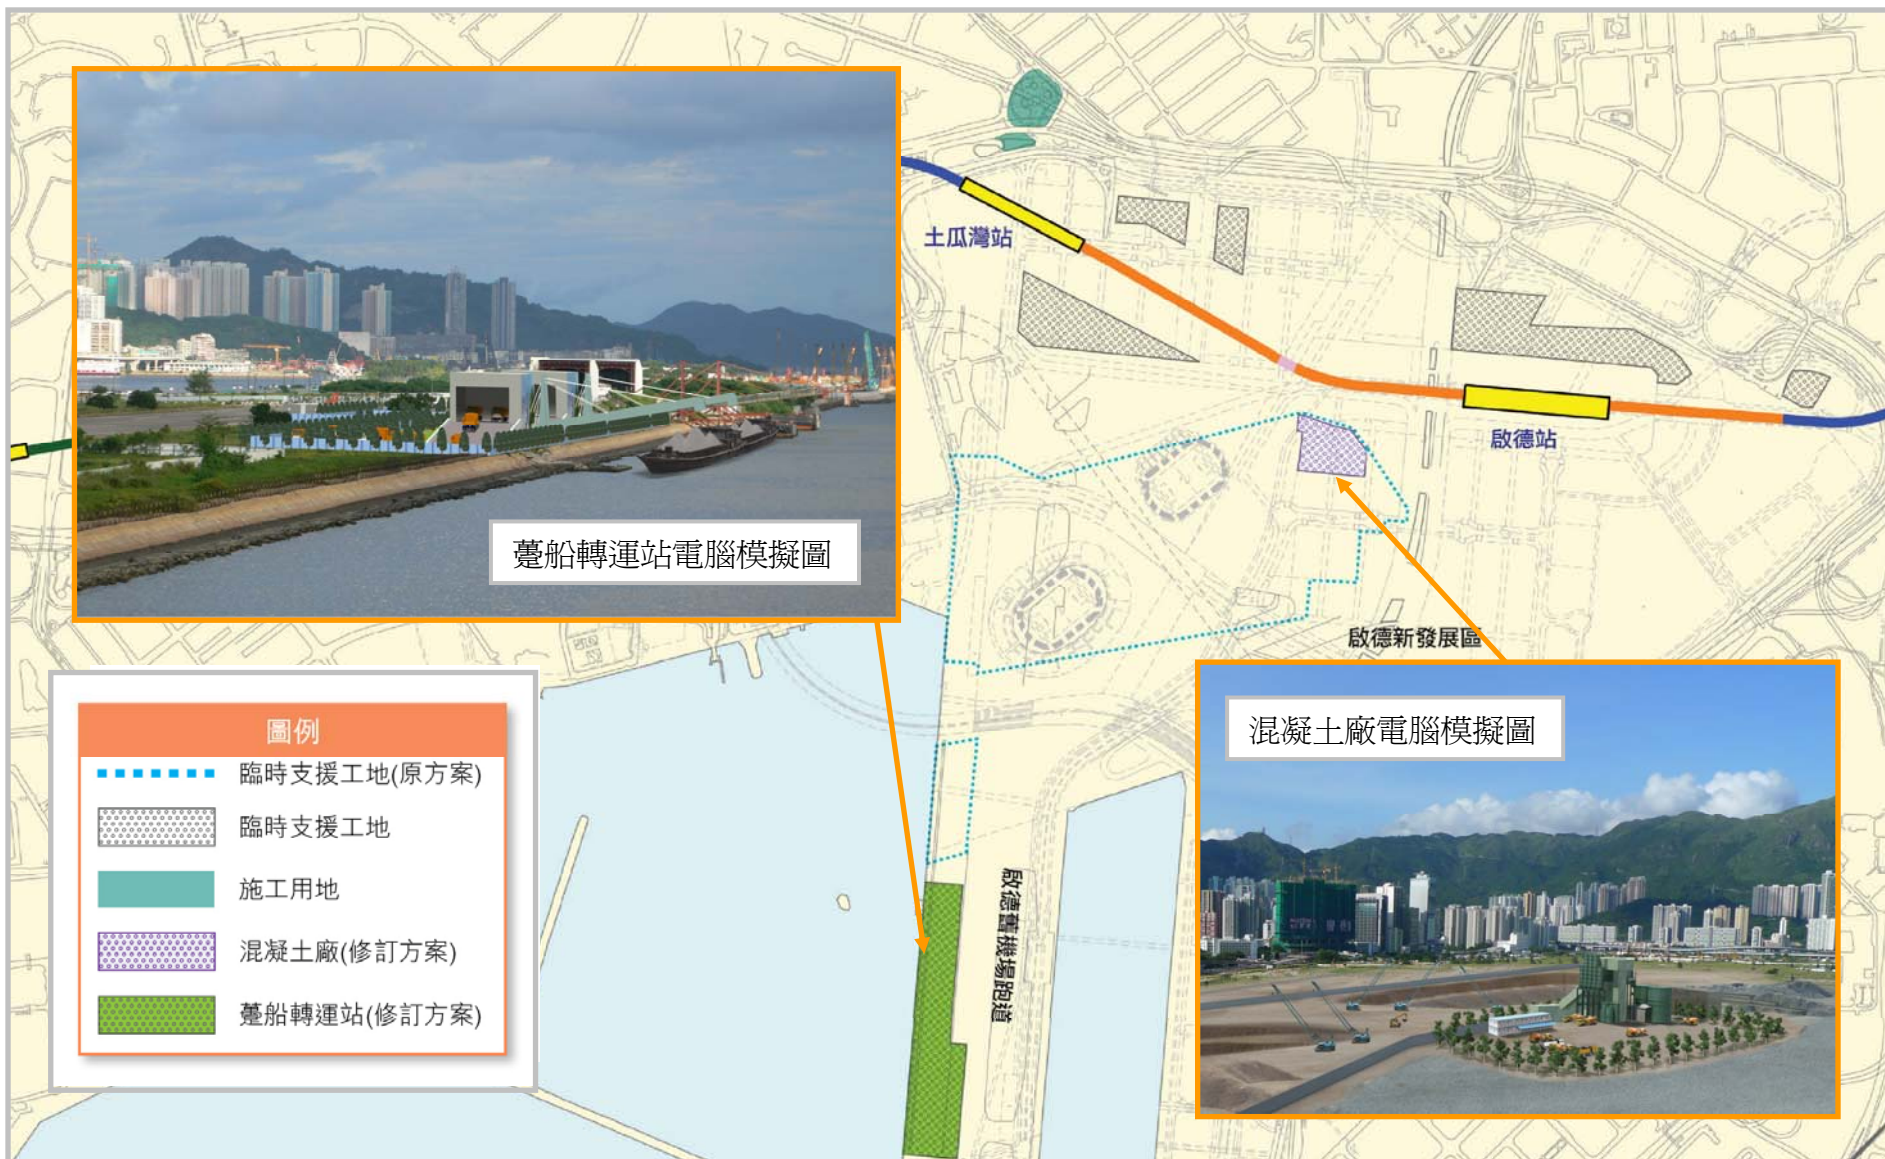 土瓜灣站
啟德站
躉船轉運站電腦模擬圖
啟德新發展區
混凝土廠電腦模擬圖
啟德舊機場跑道
圖例
臨時支援工地(原方案)
臨時支援工地
施工用地
混凝土廠(修訂方案)
躉船轉運站(修訂方案)